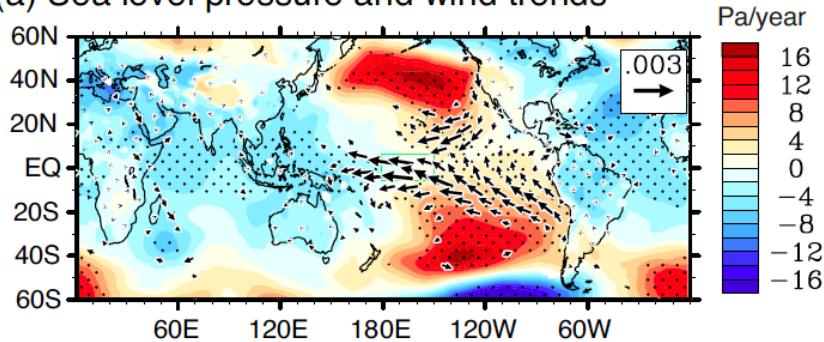 (a) Sea level pressure and wind trends
Pa/year
60N
40N
20N
EQ
20S
40S
60S
.003
16
12
8
4
0
−4
−8
−12
−16
60E 120E 180E 120W 60W